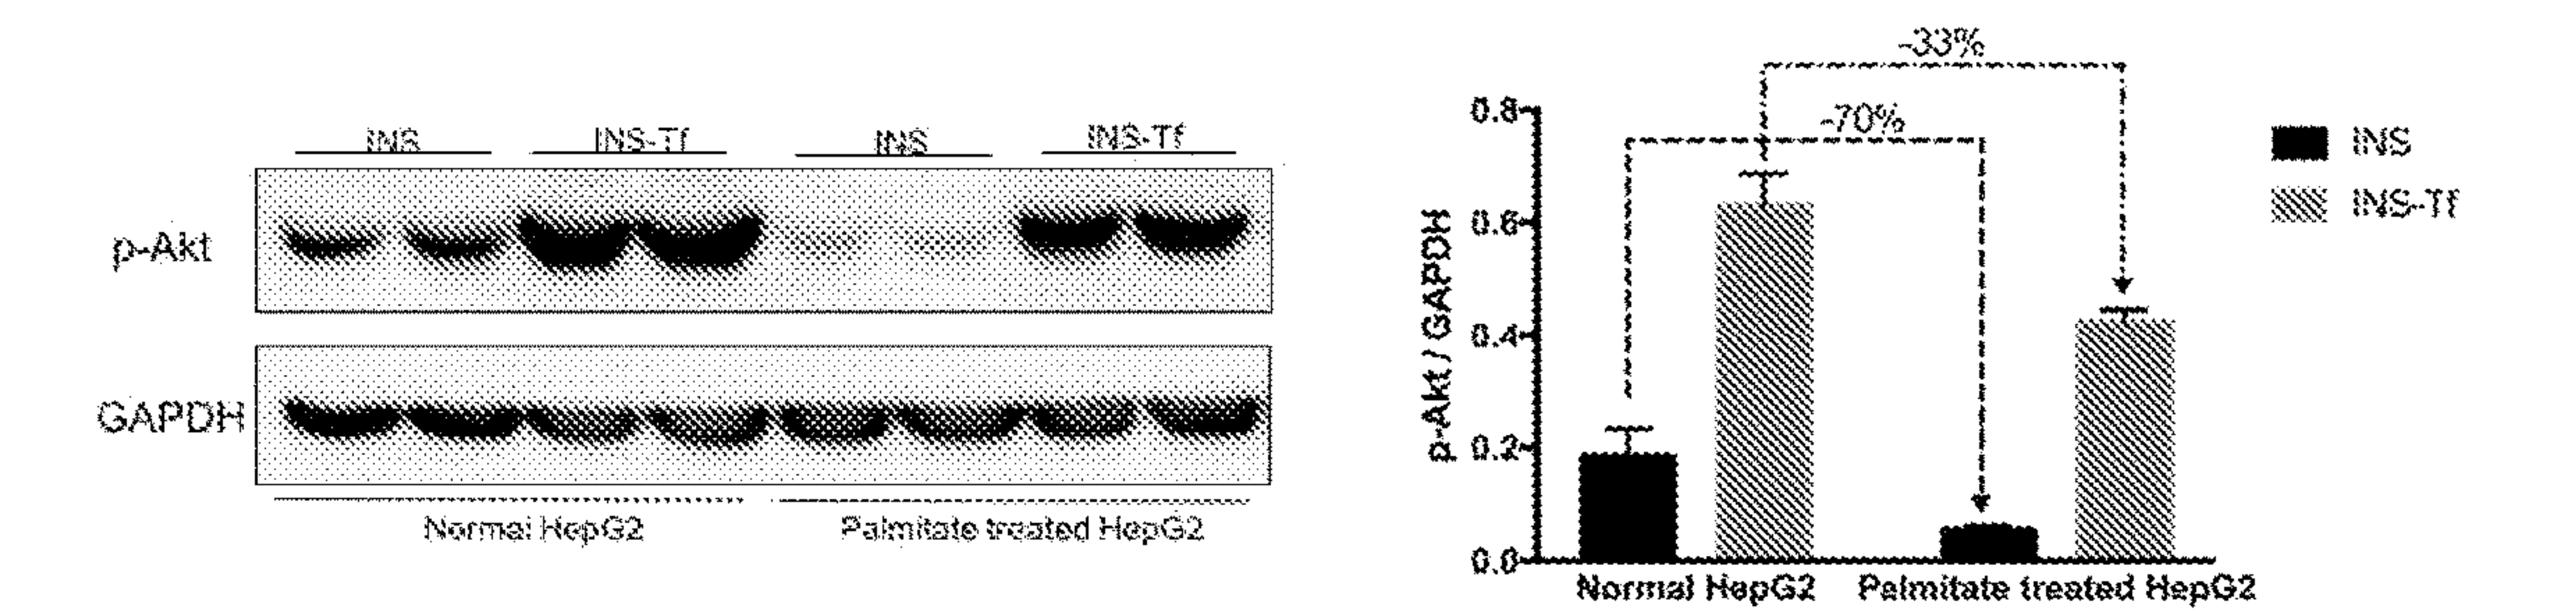 INS INS-Tf INS INS-Tf
p-Akt
GAPDH
Normal HepG2 Palmitate treated HepG2
-33%
-70%
p-Akt / GAPDH
0.8
0.6
0.4
0.2
0.0
Normal HepG2 Palmitate treated HepG2
INS
INS-Tf